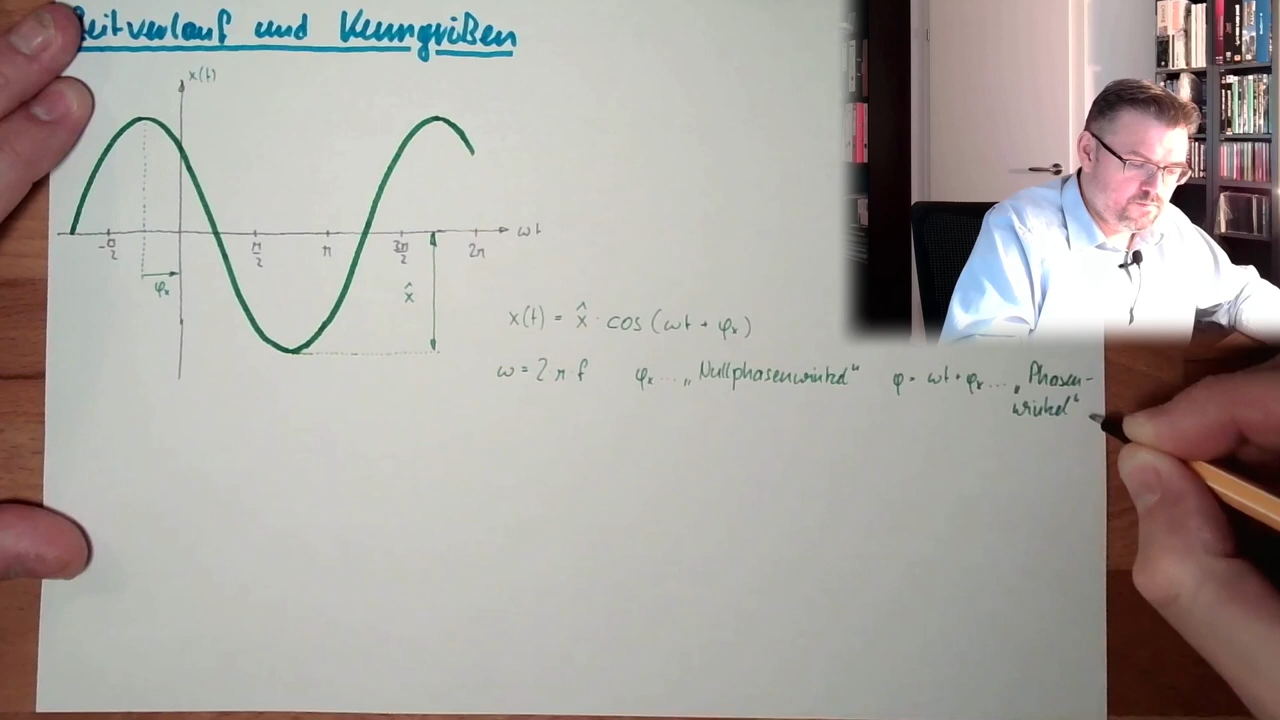 Zeitverlauf und Kenngrößen
x(t)
-π/2
π/2
π
3π/2
2π
ωt
φₓ
x̂
x(t) = x̂ · cos (ωt + φₓ)
ω = 2 π f
φₓ ... „Nullphasenwinkel“
φ = ωt + φₓ ... „Phasen-
winkel“